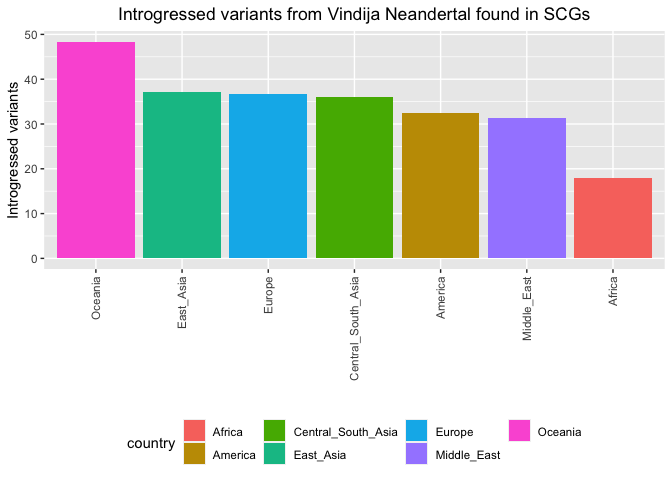 Introgressed variants from Vindija Neandertal found in SCGs
Introgressed variants
50
40
30
20
10
0
Oceania
East_Asia
Europe
Central_South_Asia
America
Middle_East
Africa
country
Africa
Central_South_Asia
Europe
Oceania
America
East_Asia
Middle_East